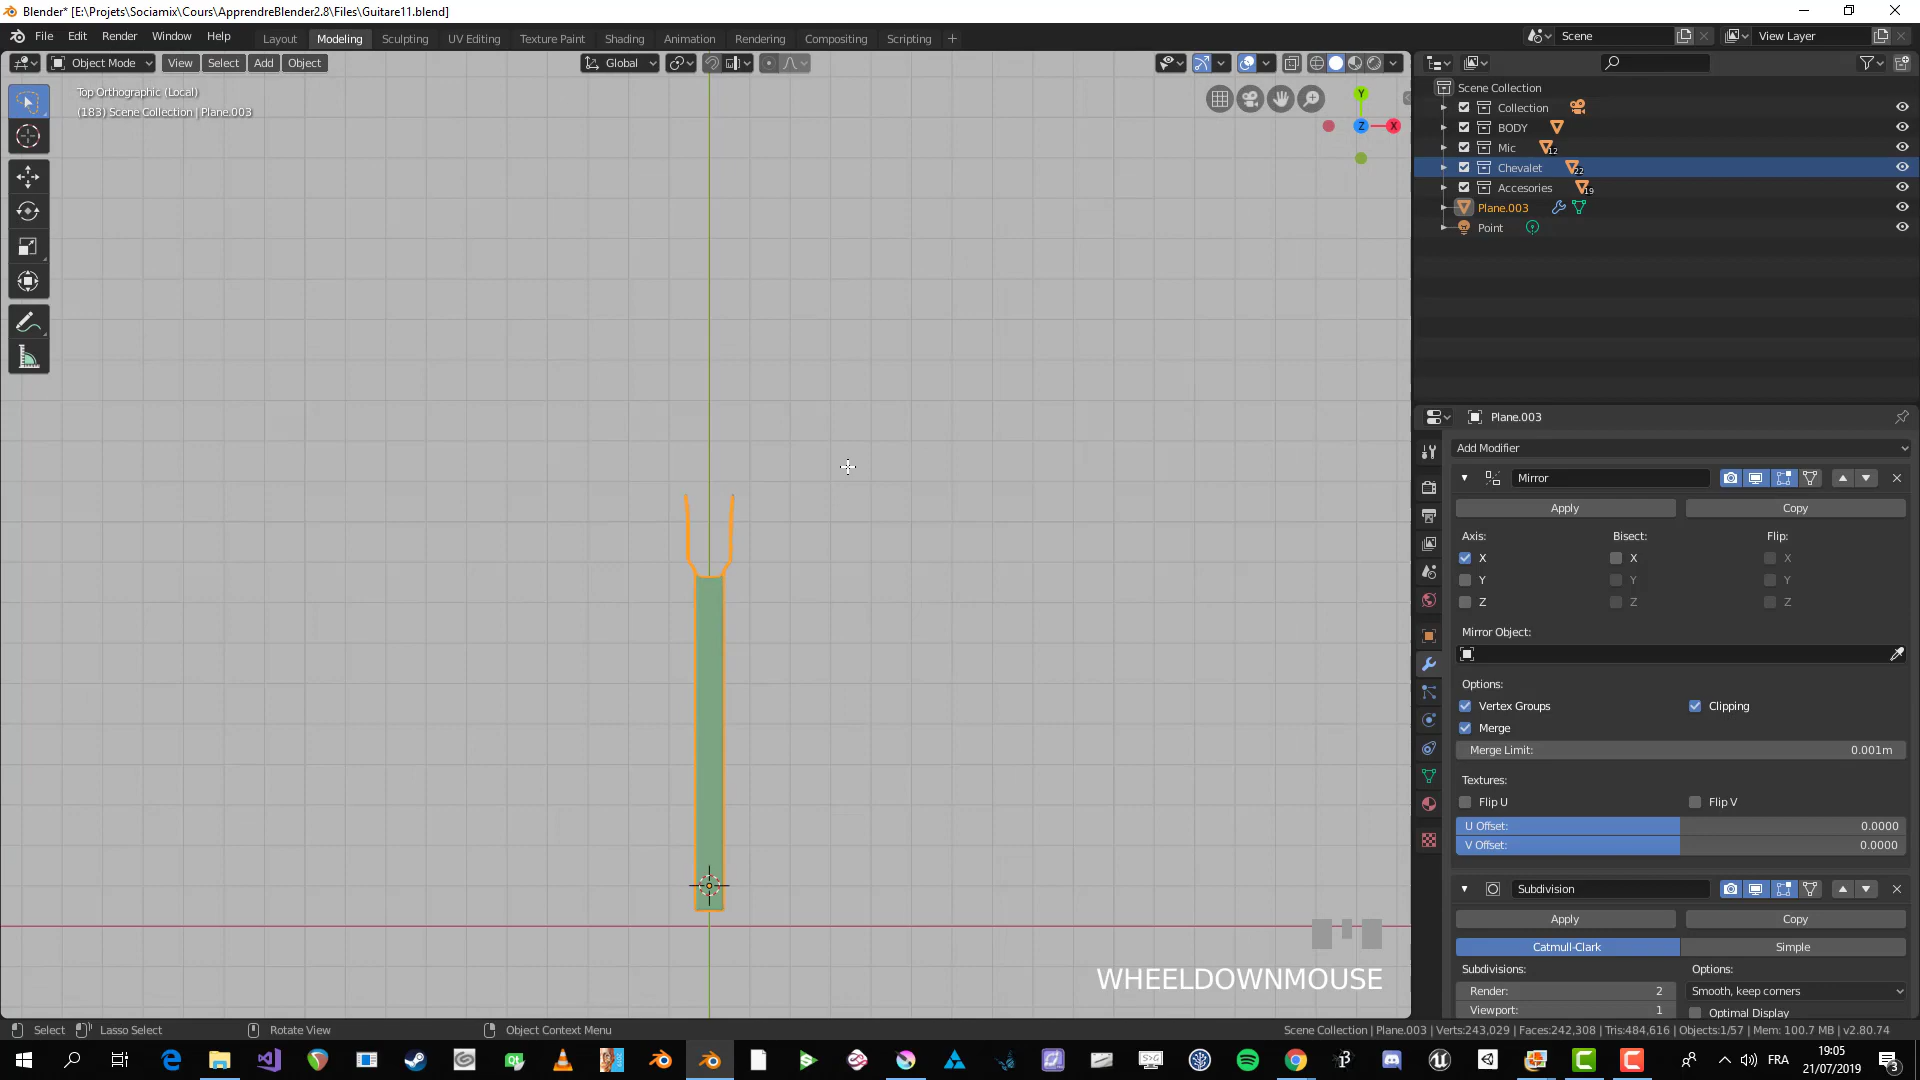 Blender* [E:\Projets\Sociamix\Cours\ApprendreBlender2.8\Files\Guitare11.blend]
File Edit Render Window Help
Layout Modeling Sculpting UV Editing Texture Paint Shading Animation Rendering Compositing Scripting +
Scene
View Layer
Object Mode View Select Add Object
Global
Top Orthographic (Local)
(183) Scene Collection | Plane.003
Y
Z
X
Scene Collection
Collection
BODY
Mic 12
Chevalet 22
Accesories 19
Plane.003
Point
Plane.003
Add Modifier
Mirror
Apply Copy
Axis: Bisect: Flip:
X X X
Y Y Y
Z Z Z
Mirror Object:
Options:
Vertex Groups Clipping
Merge
Merge Limit: 0.001m
Textures:
Flip U Flip V
U Offset: 0.0000
V Offset: 0.0000
Subdivision
Apply Copy
Catmull-Clark Simple
Subdivisions: Options:
Render: 2 Smooth, keep corners
Viewport: 1 Optimal Display
WHEELDOWNMOUSE
Select Lasso Select Rotate View Object Context Menu
Scene Collection | Plane.003 | Verts:243,029 | Faces:242,308 | Tris:484,616 | Objects:1/57 | Mem: 100.7 MB | v2.80.74
FRA
19:05
21/07/2019
3